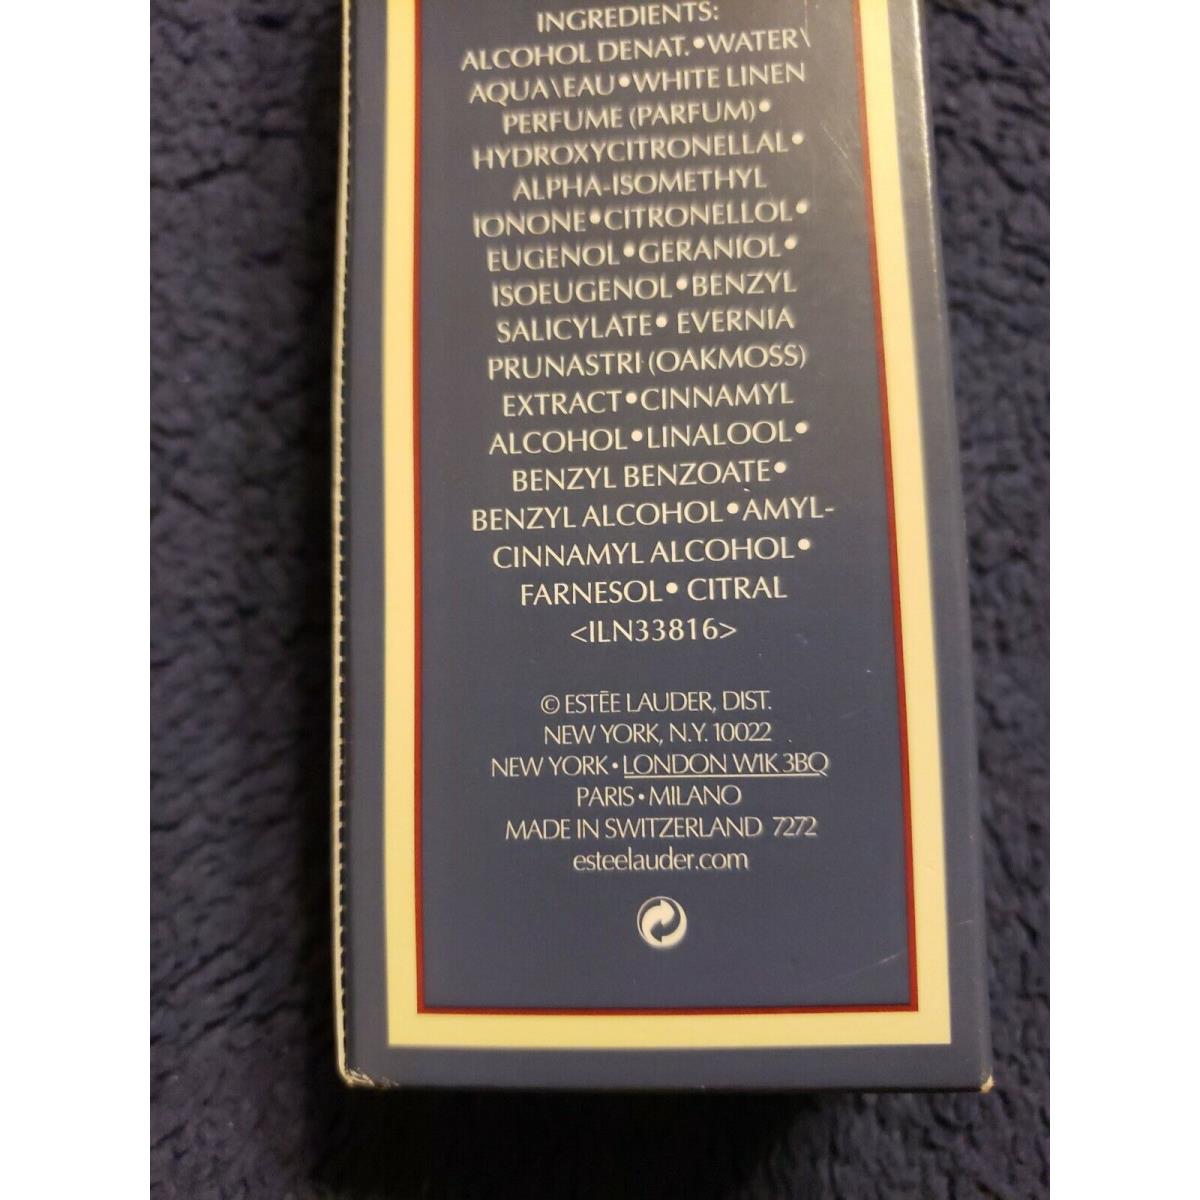 INGREDIENTS:
ALCOHOL DENAT.•WATER\
AQUA\EAU•WHITE LINEN
PERFUME (PARFUM)•
HYDROXYCITRONELLAL•
ALPHA-ISOMETHYL
IONONE•CITRONELLOL•
EUGENOL•GERANIOL•
ISOEUGENOL•BENZYL
SALICYLATE• EVERNIA
PRUNASTRI (OAKMOSS)
EXTRACT•CINNAMYL
ALCOHOL•LINALOOL•
BENZYL BENZOATE•
BENZYL ALCOHOL•AMYL-
CINNAMYL ALCOHOL•
FARNESOL• CITRAL
<ILN33816>
© ESTĒE LAUDER, DIST.
NEW YORK, N.Y. 10022
NEW YORK • LONDON W1K 3BQ
PARIS • MILANO
MADE IN SWITZERLAND 7272
esteelauder.com